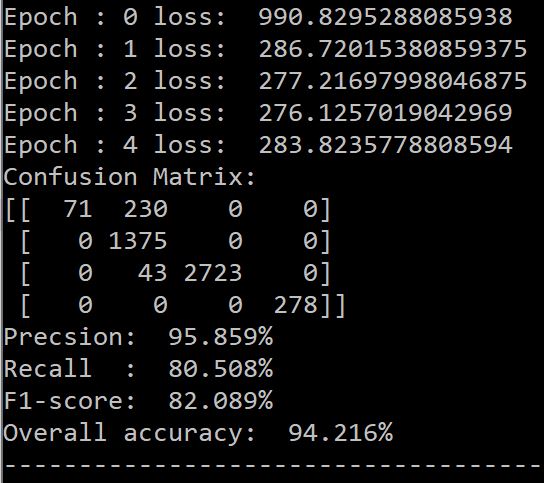 Epoch : 0 loss:  990.8295288085938
Epoch : 1 loss:  286.72015380859375
Epoch : 2 loss:  277.21697998046875
Epoch : 3 loss:  276.1257019042969
Epoch : 4 loss:  283.8235778808594
Confusion Matrix:
[[  71  230    0    0]
 [   0 1375    0    0]
 [   0   43 2723    0]
 [   0    0    0  278]]
Precsion:  95.859%
Recall  :  80.508%
F1-score:  82.089%
Overall accuracy:  94.216%
------------------------------------